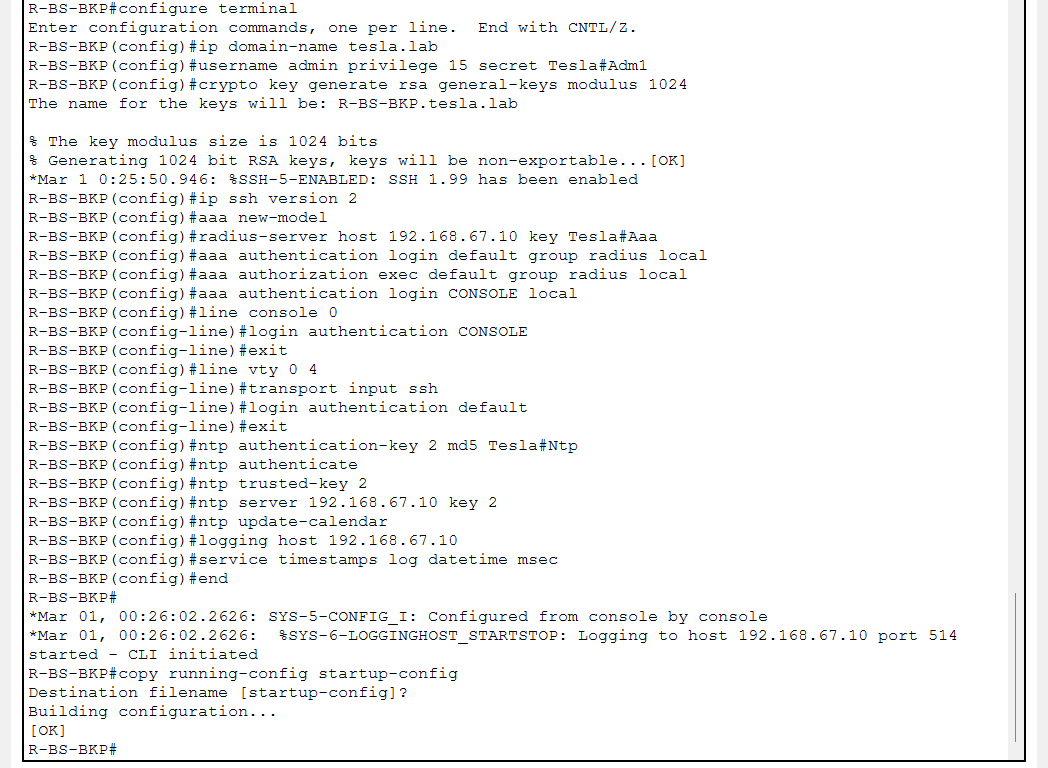 R-BS-BKP#configure terminal
Enter configuration commands, one per line.  End with CNTL/Z.
R-BS-BKP(config)#ip domain-name tesla.lab
R-BS-BKP(config)#username admin privilege 15 secret Tesla#Adm1
R-BS-BKP(config)#crypto key generate rsa general-keys modulus 1024
The name for the keys will be: R-BS-BKP.tesla.lab

% The key modulus size is 1024 bits
% Generating 1024 bit RSA keys, keys will be non-exportable...[OK]
*Mar 1 0:25:50.946: %SSH-5-ENABLED: SSH 1.99 has been enabled
R-BS-BKP(config)#ip ssh version 2
R-BS-BKP(config)#aaa new-model
R-BS-BKP(config)#radius-server host 192.168.67.10 key Tesla#Aaa
R-BS-BKP(config)#aaa authentication login default group radius local
R-BS-BKP(config)#aaa authorization exec default group radius local
R-BS-BKP(config)#aaa authentication login CONSOLE local
R-BS-BKP(config)#line console 0
R-BS-BKP(config-line)#login authentication CONSOLE
R-BS-BKP(config-line)#exit
R-BS-BKP(config)#line vty 0 4
R-BS-BKP(config-line)#transport input ssh
R-BS-BKP(config-line)#login authentication default
R-BS-BKP(config-line)#exit
R-BS-BKP(config)#ntp authentication-key 2 md5 Tesla#Ntp
R-BS-BKP(config)#ntp authenticate
R-BS-BKP(config)#ntp trusted-key 2
R-BS-BKP(config)#ntp server 192.168.67.10 key 2
R-BS-BKP(config)#ntp update-calendar
R-BS-BKP(config)#logging host 192.168.67.10
R-BS-BKP(config)#service timestamps log datetime msec
R-BS-BKP(config)#end
R-BS-BKP#
*Mar 01, 00:26:02.2626: SYS-5-CONFIG_I: Configured from console by console
*Mar 01, 00:26:02.2626:  %SYS-6-LOGGINGHOST_STARTSTOP: Logging to host 192.168.67.10 port 514
started - CLI initiated
R-BS-BKP#copy running-config startup-config
Destination filename [startup-config]?
Building configuration...
[OK]
R-BS-BKP#